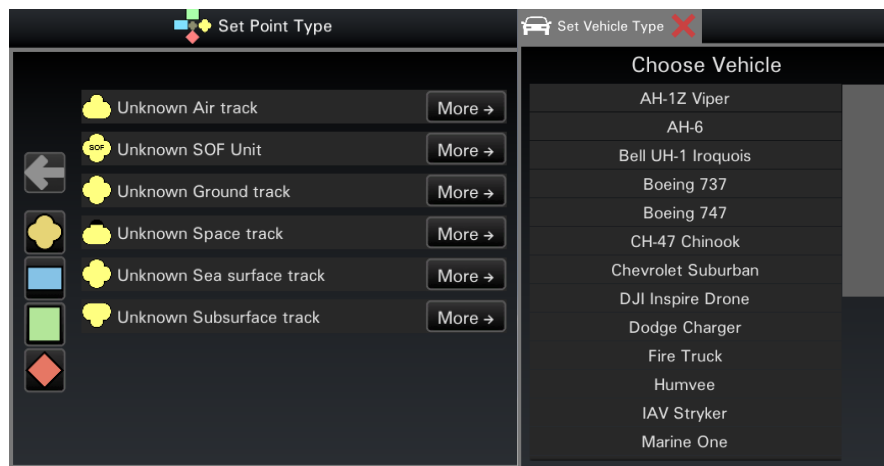 Set Point Type
Unknown Air track More →
SOF Unknown SOF Unit More →
Unknown Ground track More →
Unknown Space track More →
Unknown Sea surface track More →
Unknown Subsurface track More →
Set Vehicle Type
Choose Vehicle
AH-1Z Viper
AH-6
Bell UH-1 Iroquois
Boeing 737
Boeing 747
CH-47 Chinook
Chevrolet Suburban
DJI Inspire Drone
Dodge Charger
Fire Truck
Humvee
IAV Stryker
Marine One